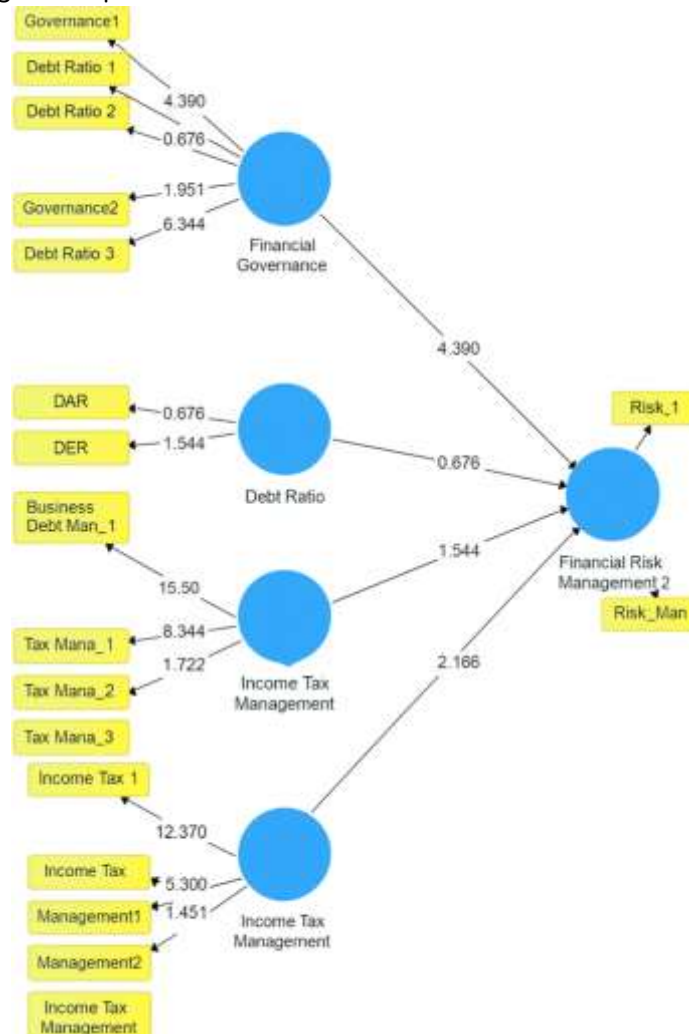 Governance1
Debt Ratio 1
Debt Ratio 2
4.390
0.676
Governance2
Debt Ratio 3
1.951
6.344
Financial
Governance
4.390
DAR
DER
0.676
1.544
Debt Ratio
0.676
Risk_1
Business
Debt Man_1
15.50
1.544
Financial Risk
Management 2
Risk_Man
Tax Mana_1
Tax Mana_2
Tax Mana_3
8.344
1.722
Income Tax
Management
2.166
Income Tax 1
12.370
Income Tax
Management1
Management2
Income Tax
Management
5.300
1.451
Income Tax
Management